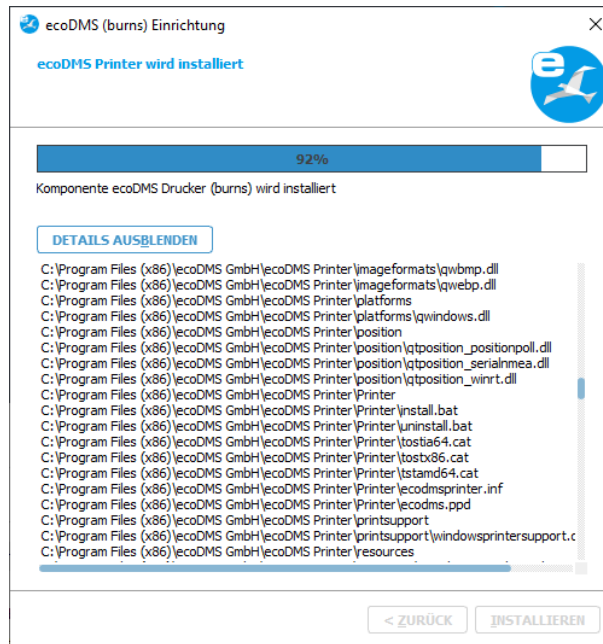 ecoDMS (burns) Einrichtung
ecoDMS Printer wird installiert
e
92%
Komponente ecoDMS Drucker (burns) wird installiert
DETAILS AUSBLENDEN
C:\Program Files (x86)\ecoDMS GmbH\ecoDMS Printer\imageformats\qwbmp.dll
C:\Program Files (x86)\ecoDMS GmbH\ecoDMS Printer\imageformats\qwebp.dll
C:\Program Files (x86)\ecoDMS GmbH\ecoDMS Printer\platforms
C:\Program Files (x86)\ecoDMS GmbH\ecoDMS Printer\platforms\qwindows.dll
C:\Program Files (x86)\ecoDMS GmbH\ecoDMS Printer\position
C:\Program Files (x86)\ecoDMS GmbH\ecoDMS Printer\position\qtposition_positionpoll.dll
C:\Program Files (x86)\ecoDMS GmbH\ecoDMS Printer\position\qtposition_serialnmea.dll
C:\Program Files (x86)\ecoDMS GmbH\ecoDMS Printer\position\qtposition_winrt.dll
C:\Program Files (x86)\ecoDMS GmbH\ecoDMS Printer\Printer
C:\Program Files (x86)\ecoDMS GmbH\ecoDMS Printer\Printer\install.bat
C:\Program Files (x86)\ecoDMS GmbH\ecoDMS Printer\Printer\uninstall.bat
C:\Program Files (x86)\ecoDMS GmbH\ecoDMS Printer\Printer\tostia64.cat
C:\Program Files (x86)\ecoDMS GmbH\ecoDMS Printer\Printer\tostx86.cat
C:\Program Files (x86)\ecoDMS GmbH\ecoDMS Printer\Printer\tstamd64.cat
C:\Program Files (x86)\ecoDMS GmbH\ecoDMS Printer\Printer\ecodmsprinter.inf
C:\Program Files (x86)\ecoDMS GmbH\ecoDMS Printer\Printer\ecodms.ppd
C:\Program Files (x86)\ecoDMS GmbH\ecoDMS Printer\printsupport
C:\Program Files (x86)\ecoDMS GmbH\ecoDMS Printer\printsupport\windowsprintersupport.c
C:\Program Files (x86)\ecoDMS GmbH\ecoDMS Printer\resources
< ZURÜCK INSTALLIEREN